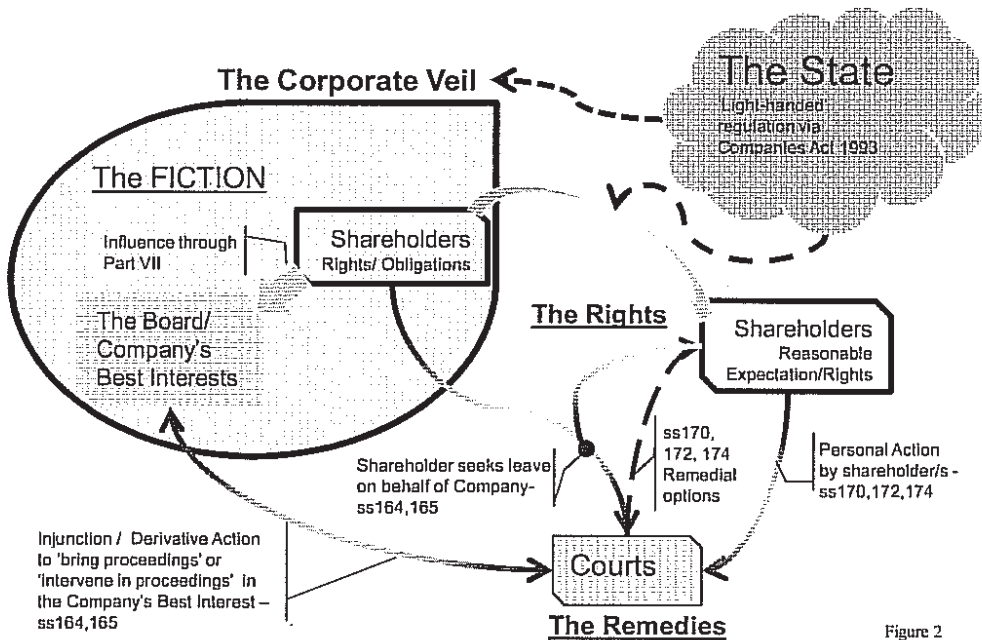 The Corporate Veil
The State
'Light-handed'
regulation via
Companies Act 1993
The FICTION
Influence through
Part VII
Shareholders
Rights/ Obligations
The Board/
Company's
Best Interests
The Rights
Shareholders
Reasonable
Expectation/Rights
Shareholder seeks leave
on behalf of Company-
ss164,165
ss170,
172, 174
Remedial
options
Personal Action
by shareholder/s -
ss170,172,174
Injunction / Derivative Action
to 'bring proceedings' or
'intervene in proceedings' in
the Company's Best Interest –
ss164,165
Courts
The Remedies
Figure 2